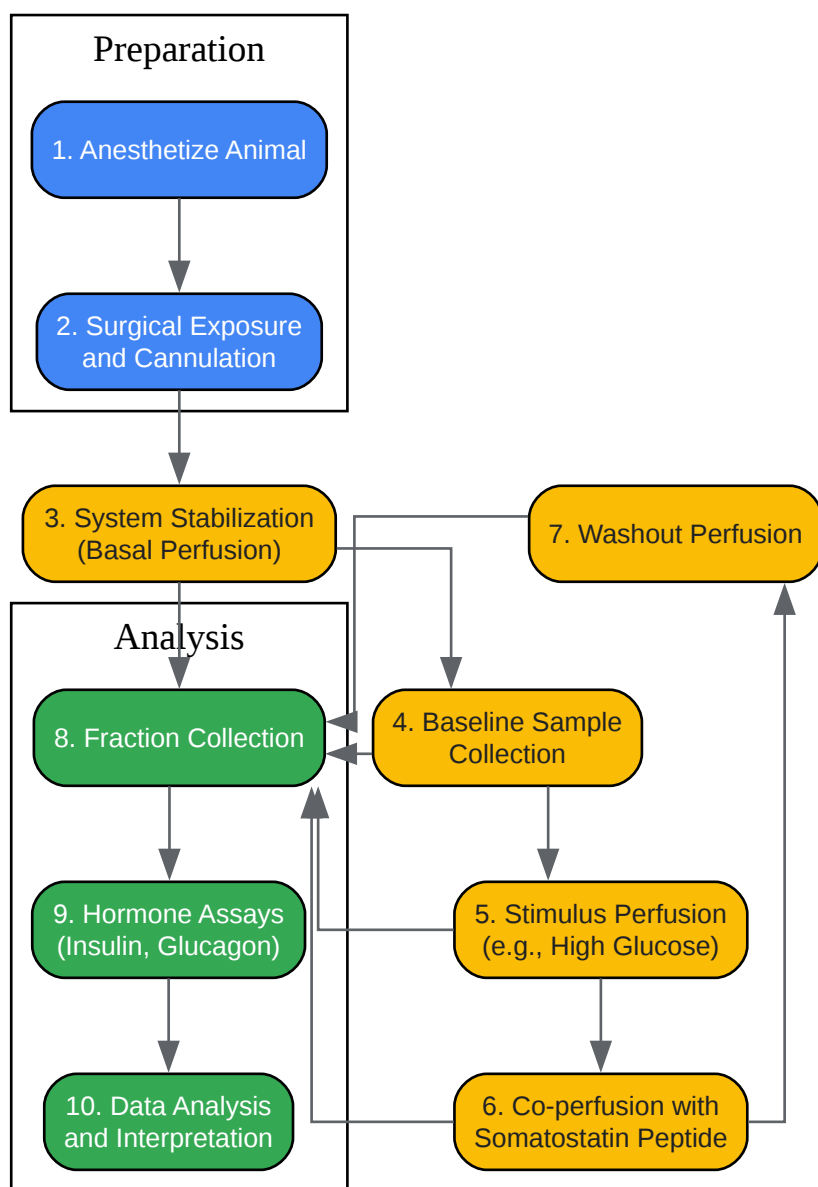 Preparation
1. Anesthetize Animal
2. Surgical Exposure
and Cannulation
3. System Stabilization
(Basal Perfusion)
7. Washout Perfusion
Analysis
8. Fraction Collection
4. Baseline Sample
Collection
9. Hormone Assays
(Insulin, Glucagon)
5. Stimulus Perfusion
(e.g., High Glucose)
10. Data Analysis
and Interpretation
6. Co-perfusion with
Somatostatin Peptide